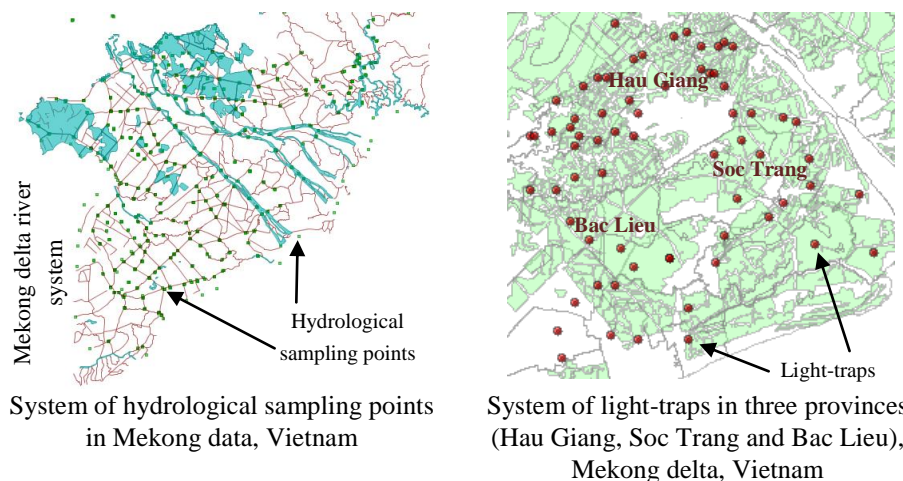 Mekong delta river
system
Hydrological
sampling points
System of hydrological sampling points
in Mekong data, Vietnam
Hau Giang
Soc Trang
Bac Lieu
Light-traps
System of light-traps in three provinces
(Hau Giang, Soc Trang and Bac Lieu),
Mekong delta, Vietnam